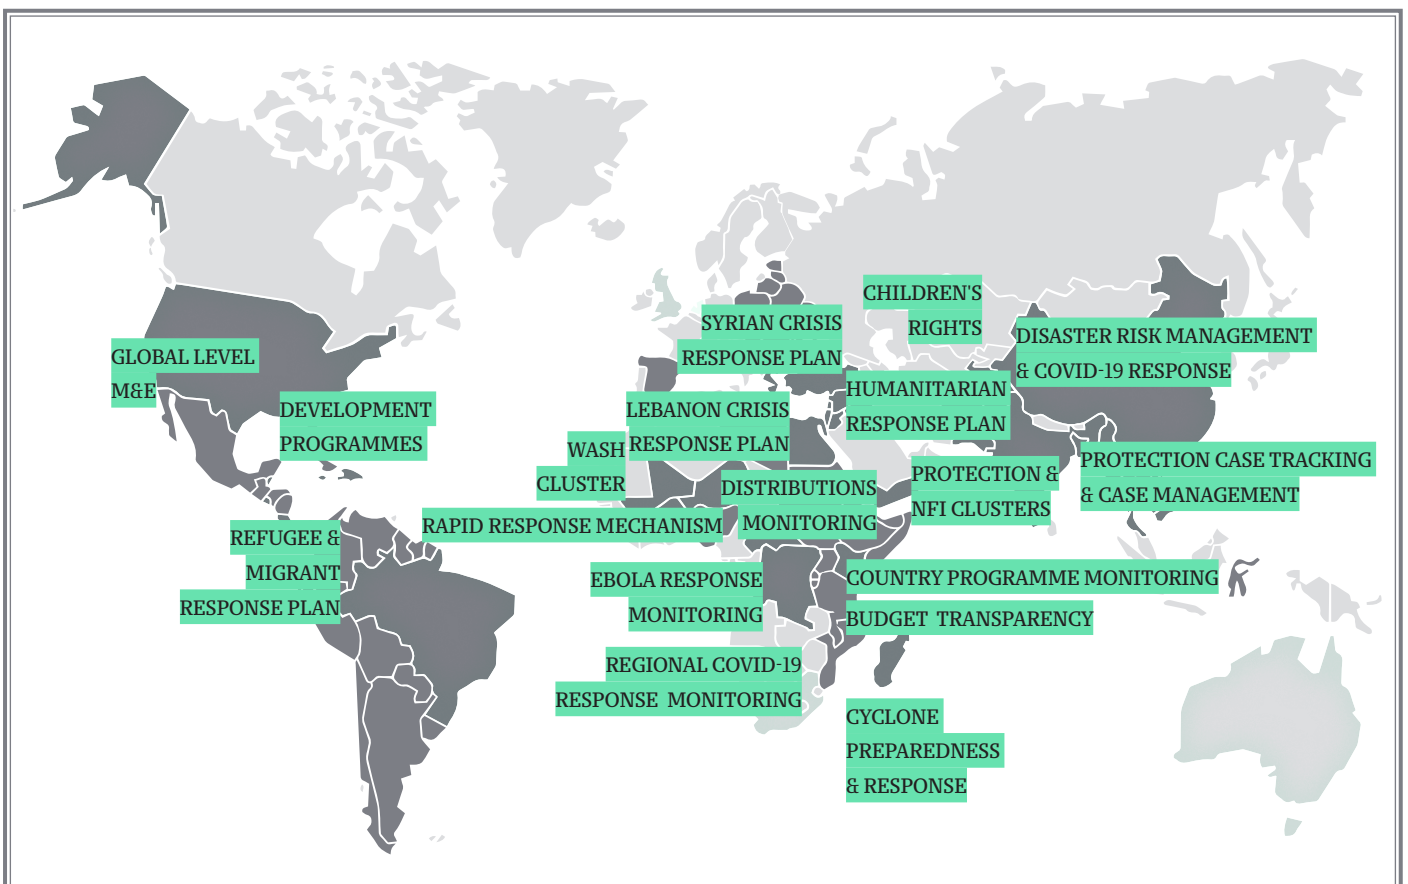 CHILDREN'S
RIGHTS
SYRIAN CRISIS
RESPONSE PLAN
DISASTER RISK MANAGEMENT
& COVID-19 RESPONSE
GLOBAL LEVEL
M&E
HUMANITARIAN
RESPONSE PLAN
DEVELOPMENT
PROGRAMMES
LEBANON CRISIS
RESPONSE PLAN
WASH
CLUSTER
PROTECTION CASE TRACKING
& CASE MANAGEMENT
PROTECTION &
NFI CLUSTERS
DISTRIBUTIONS
MONITORING
RAPID RESPONSE MECHANISM
REFUGEE &
MIGRANT
RESPONSE PLAN
EBOLA RESPONSE
MONITORING
COUNTRY PROGRAMME MONITORING
BUDGET TRANSPARENCY
REGIONAL COVID-19
RESPONSE MONITORING
CYCLONE
PREPAREDNESS
& RESPONSE